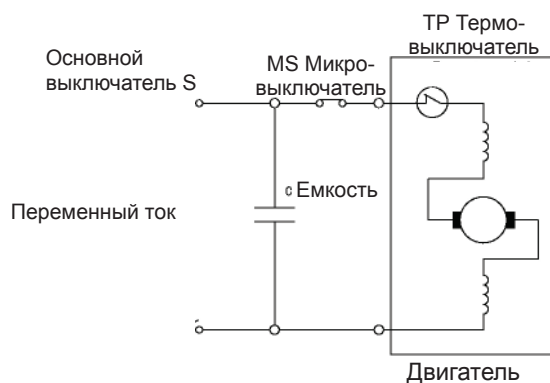 ТР Термо-
выключатель
Основной
выключатель S
MS Микро-
выключатель
с Емкость
Переменный ток
Двигатель